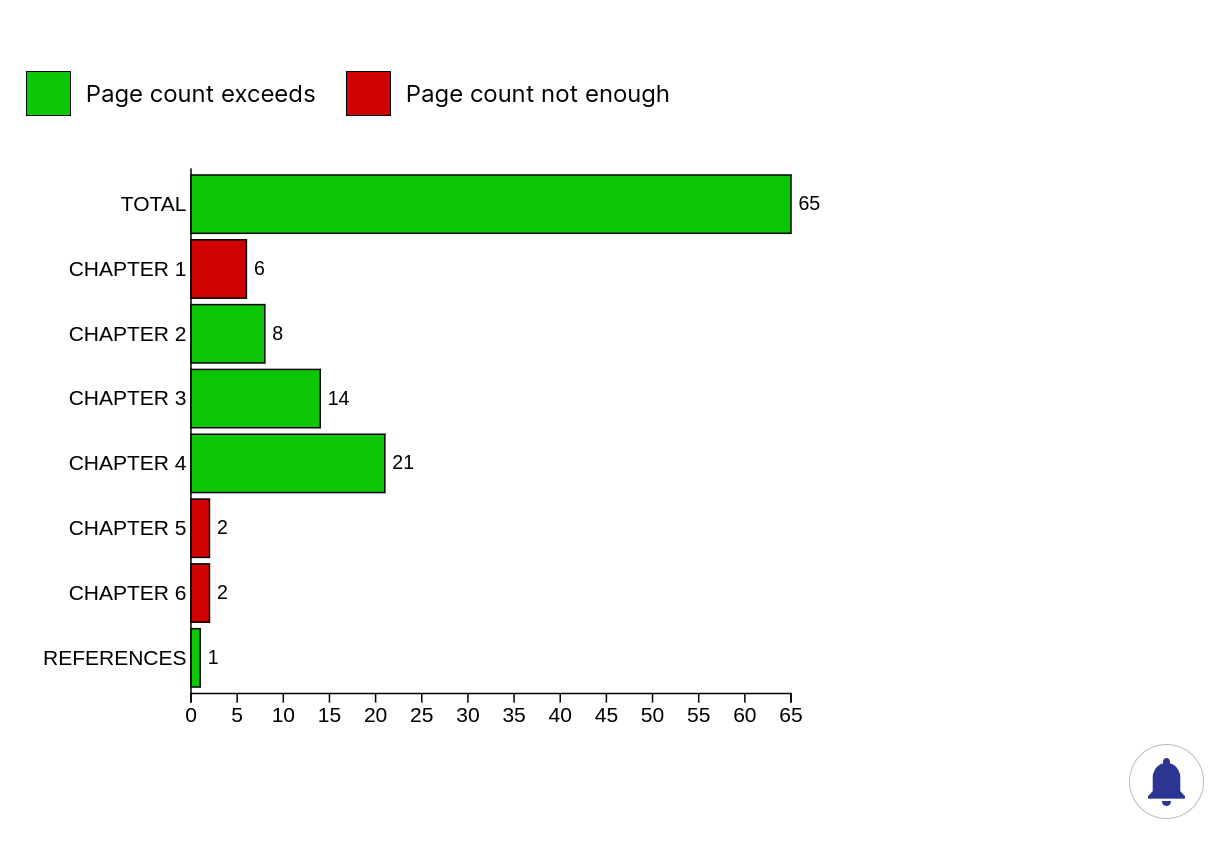 Page count exceeds Page count not enough
TOTAL 65
CHAPTER 1 6
CHAPTER 2 8
CHAPTER 3 14
CHAPTER 4 21
CHAPTER 5 2
CHAPTER 6 2
REFERENCES 1
0 5 10 15 20 25 30 35 40 45 50 55 60 65